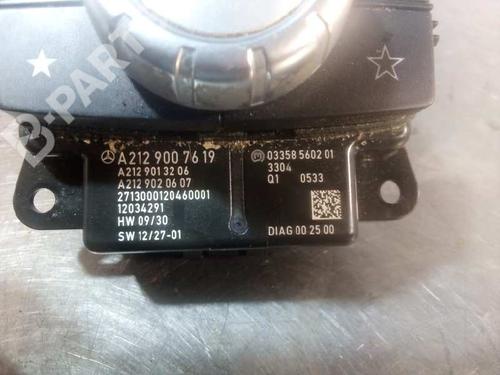 B-PARTS
A212 900 76 19
A212 901 32 06
A212 902 06 07
2713000120460001
12034291
HW 09/30
SW 12/27-01
03358 5602 01
3304
Q1 0533
DIAG 00 25 00